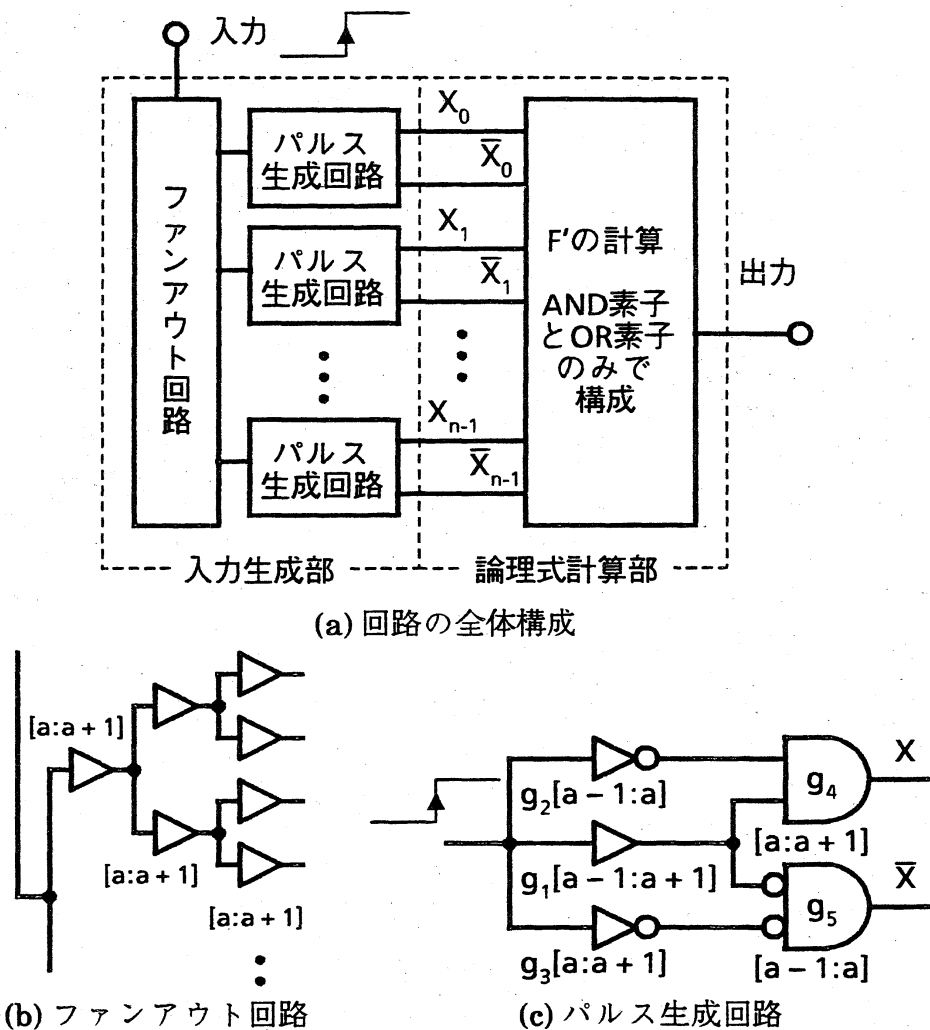 入力
ファンアウト回路
パルス
生成回路
X₀
X̄₀
パルス
生成回路
X₁
X̄₁
パルス
生成回路
Xₙ₋₁
X̄ₙ₋₁
F'の計算
AND素子
とOR素子
のみで
構成
出力
入力生成部
論理式計算部
(a) 回路の全体構成
[a:a+1]
[a:a+1]
[a:a+1]
(b) ファンアウト回路
g₂[a-1:a]
g₁[a-1:a+1]
g₃[a:a+1]
g₄
[a:a+1]
X
g₅
[a-1:a]
X̄
(c) パルス生成回路